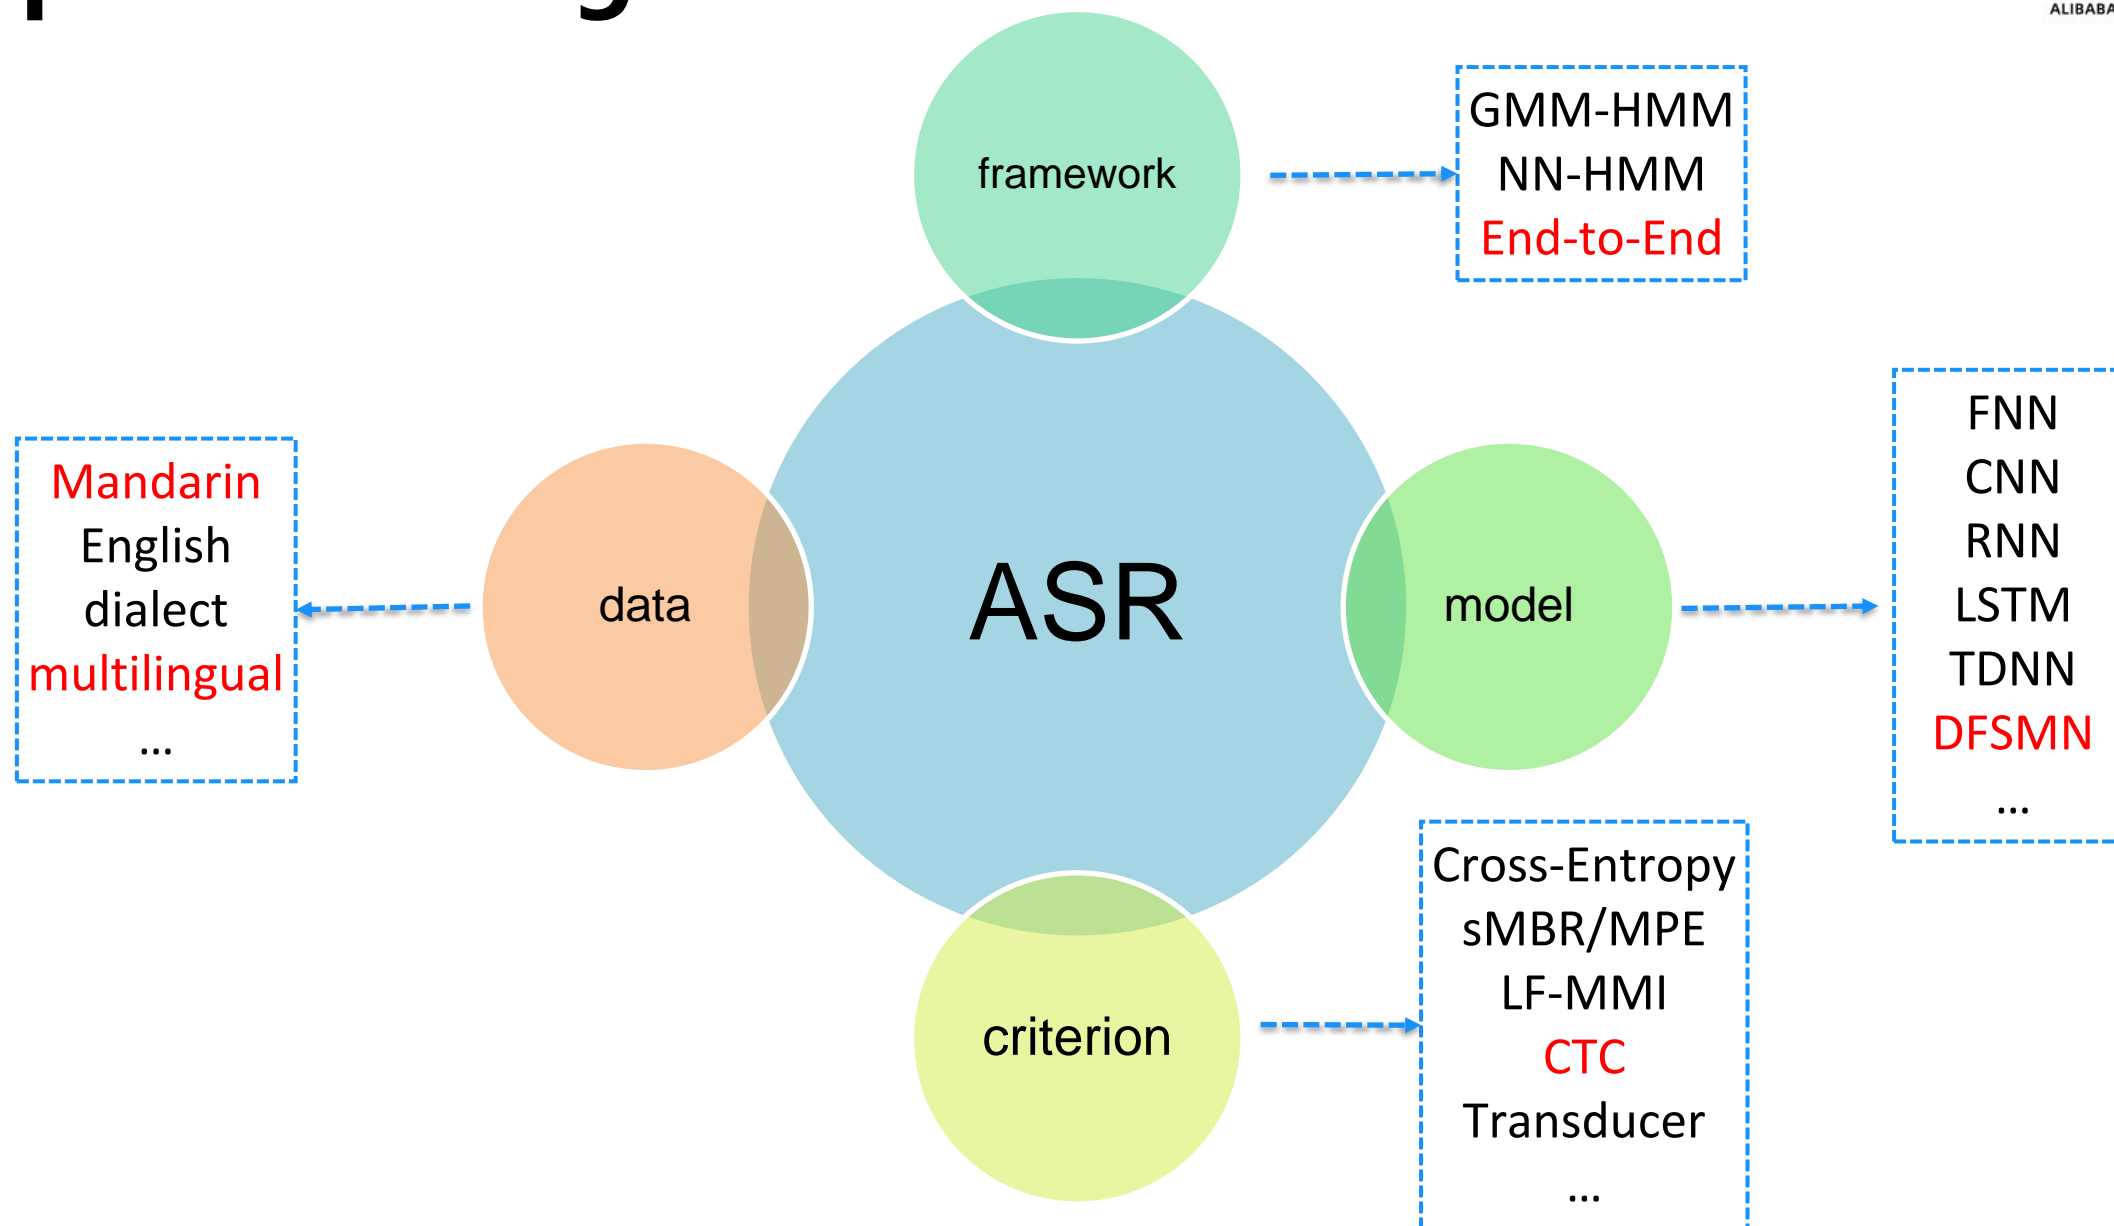 ALIBABA
framework
GMM-HMM
NN-HMM
End-to-End
Mandarin
English
dialect
multilingual
...
data
ASR
model
FNN
CNN
RNN
LSTM
TDNN
DFSMN
...
criterion
Cross-Entropy
sMBR/MPE
LF-MMI
CTC
Transducer
...